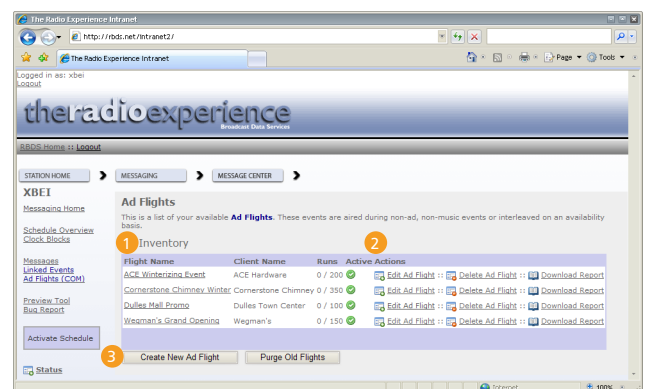 The Radio Experience Intranet
http://rbds.net/intranet2/
The Radio Experience Intranet
Page
Tools
Logged in as: xbei
Logout
theradioexperience
Broadcast Data Services
RBDS Home :: Logout
STATION HOME
MESSAGING
MESSAGE CENTER
XBEI
Messaging Home
Schedule Overview
Clock Blocks
Messages
Linked Events
Ad Flights (COM)
Preview Tool
Bug Report
Activate Schedule
Status
Ad Flights
This is a list of your available Ad Flights. These events are aired during non-ad, non-music events or interleaved on an availability
basis.
1 Inventory
2
Flight Name Client Name Runs Active Actions
ACE Winterizing Event ACE Hardware 0 / 200 Edit Ad Flight :: Delete Ad Flight :: Download Report
Cornerstone Chimney Winter Cornerstone Chimney 0 / 350 Edit Ad Flight :: Delete Ad Flight :: Download Report
Dulles Mall Promo Dulles Town Center 0 / 100 Edit Ad Flight :: Delete Ad Flight :: Download Report
Wegman's Grand Opening Wegman's 0 / 150 Edit Ad Flight :: Delete Ad Flight :: Download Report
3 Create New Ad Flight Purge Old Flights
Internet
100%